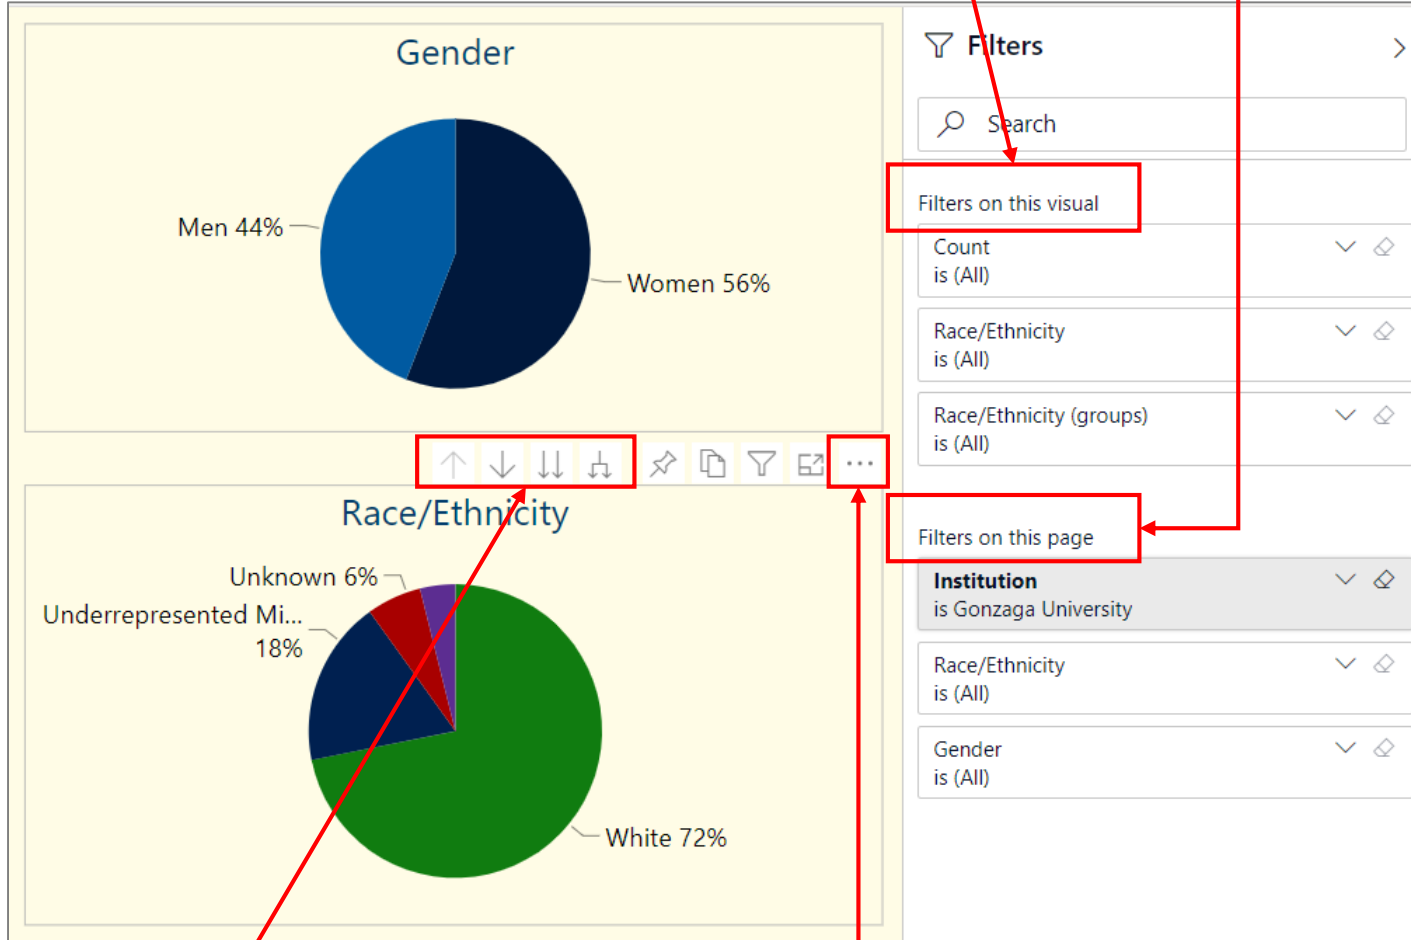 Gender
Men 44%
Women 56%
Race/Ethnicity
Unknown 6%
Underrepresented Mi...
18%
White 72%
Filters
Search
Filters on this visual
Count
is (All)
Race/Ethnicity
is (All)
Race/Ethnicity (groups)
is (All)
Filters on this page
Institution
is Gonzaga University
Race/Ethnicity
is (All)
Gender
is (All)